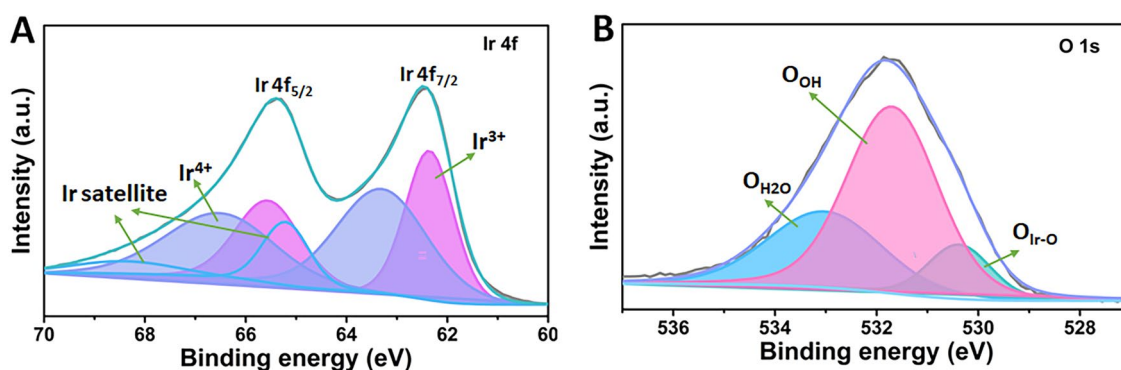 A
Ir 4f
Ir 4f5/2
Ir 4f7/2
Ir3+
Ir4+
Ir satellite
Intensity (a.u.)
70 68 66 64 62 60
Binding energy (eV)
B
O 1s
OOH
OH2O
OIr-O
Intensity (a.u.)
536 534 532 530 528
Binding energy (eV)